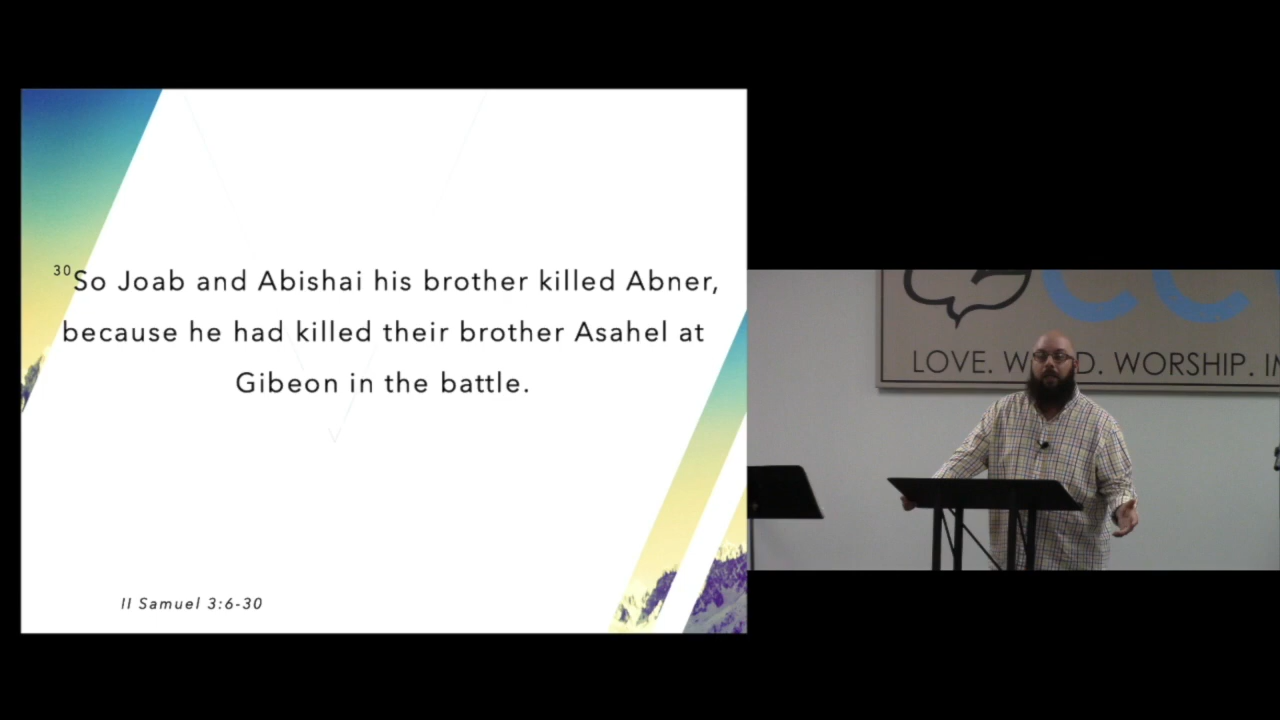 30So Joab and Abishai his brother killed Abner,
because he had killed their brother Asahel at
Gibeon in the battle.
II Samuel 3:6-30
LOVE. WORSHIP.